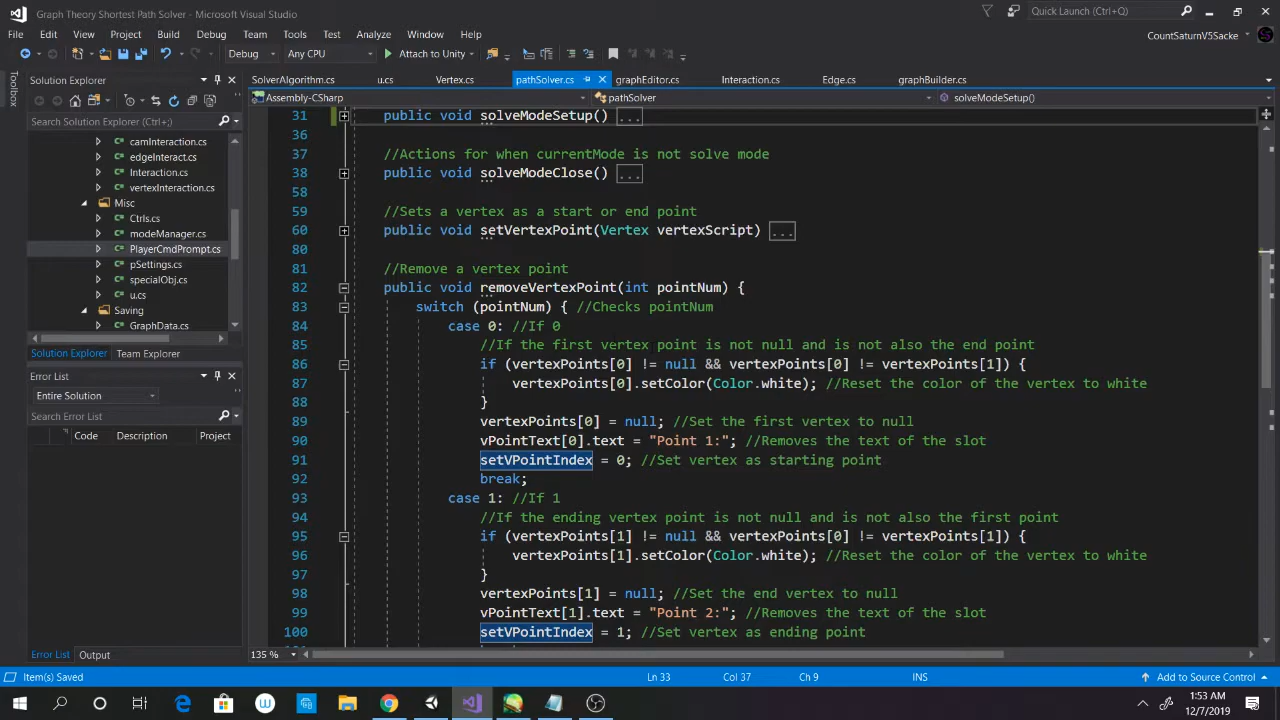 Graph Theory Shortest Path Solver - Microsoft Visual Studio
Quick Launch (Ctrl+Q)
File Edit View Project Build Debug Team Tools Test Analyze Window Help
CountSaturnV5Sacke
Debug Any CPU Attach to Unity
Toolbox
Solution Explorer
SolverAlgorithm.cs u.cs Vertex.cs pathSolver.cs graphEditor.cs Interaction.cs Edge.cs graphBuilder.cs
Assembly-CSharp pathSolver solveModeSetup()
Search Solution Explorer (Ctrl+;)
camInteraction.cs
edgeInteract.cs
Interaction.cs
vertexInteraction.cs
Misc
Ctrls.cs
modeManager.cs
PlayerCmdPrompt.cs
pSettings.cs
specialObj.cs
u.cs
Saving
GraphData.cs
Solution Explorer Team Explorer
Error List
Entire Solution
Search Error List
Code Description Project
Error List Output
31 public void solveModeSetup() ...
36
37 //Actions for when currentMode is not solve mode
38 public void solveModeClose() ...
58
59 //Sets a vertex as a start or end point
60 public void setVertexPoint(Vertex vertexScript) ...
80
81 //Remove a vertex point
82 public void removeVertexPoint(int pointNum) {
83 switch (pointNum) { //Checks pointNum
84 case 0: //If 0
85 //If the first vertex point is not null and is not also the end point
86 if (vertexPoints[0] != null && vertexPoints[0] != vertexPoints[1]) {
87 vertexPoints[0].setColor(Color.white); //Reset the color of the vertex to white
88 }
89 vertexPoints[0] = null; //Set the first vertex to null
90 vPointText[0].text = "Point 1:"; //Removes the text of the slot
91 setVPointIndex = 0; //Set vertex as starting point
92 break;
93 case 1: //If 1
94 //If the ending vertex point is not null and is not also the first point
95 if (vertexPoints[1] != null && vertexPoints[0] != vertexPoints[1]) {
96 vertexPoints[1].setColor(Color.white); //Reset the color of the vertex to white
97 }
98 vertexPoints[1] = null; //Set the end vertex to null
99 vPointText[1].text = "Point 2:"; //Removes the text of the slot
100 setVPointIndex = 1; //Set vertex as ending point
135 %
Item(s) Saved Ln 33 Col 37 Ch 9 INS Add to Source Control
1:53 AM
12/7/2019